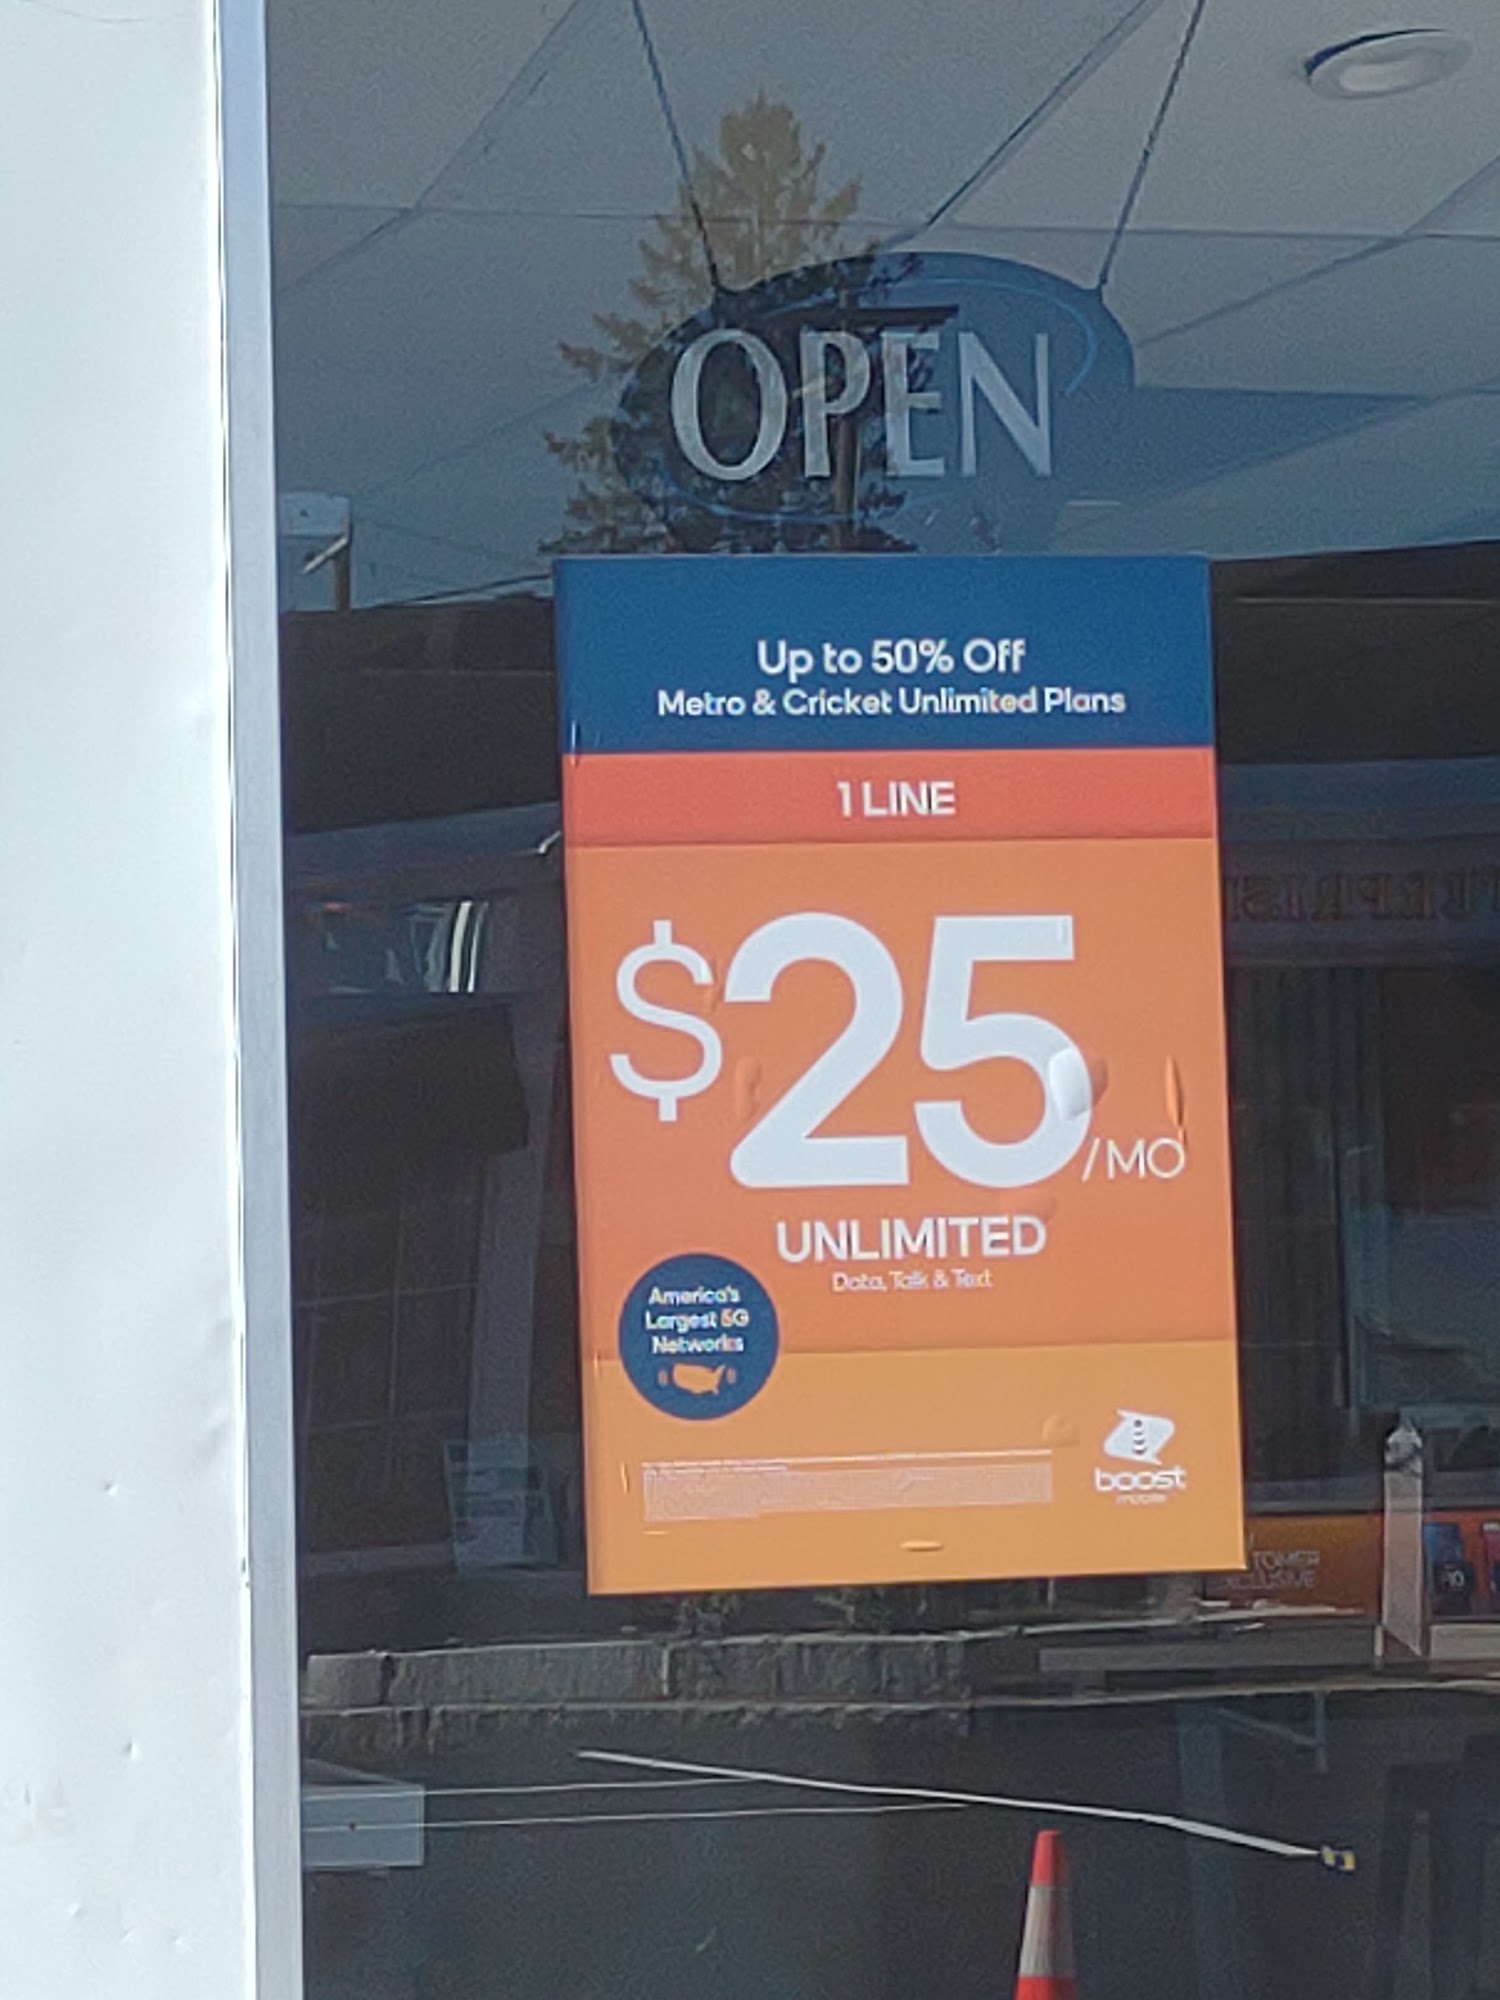 OPEN
Up to 50% Off
Metro & Cricket Unlimited Plans
1 LINE
$25/MO
UNLIMITED
Data, Talk & Text
America's
Largest 5G
Networks
boost
mobile